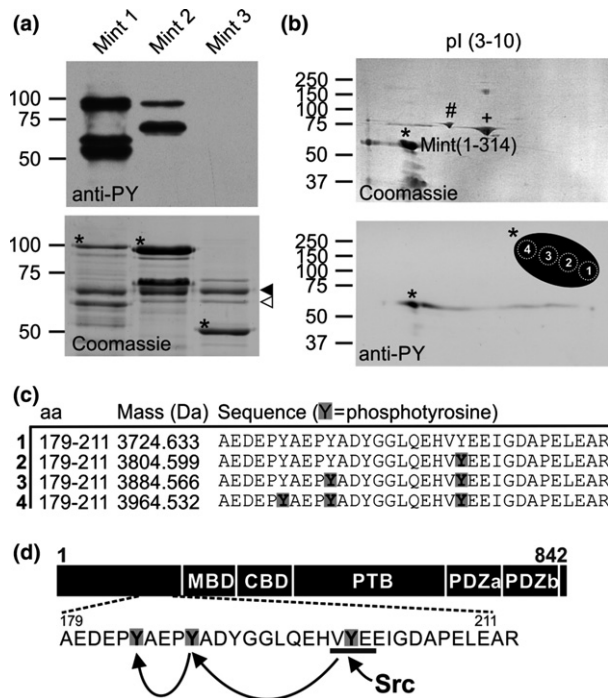 (a)
Mint 1 Mint 2 Mint 3
100
75
50
anti-PY
100 * *
75
50 *
Coomassie
(b)
pI (3-10)
250
150
100
75 # +
50 * Mint(1-314)
37
Coomassie
250 *
150 4 3 2 1
100
75
50 *
37
anti-PY
(c)
aa Mass (Da) Sequence (Y=phosphotyrosine)
1 179-211 3724.633 AEDEPYAEPYADYGGLQEHVYEEIGDAPELEAR
2 179-211 3804.599 AEDEPYAEPYADYGGLQEHVYEEIGDAPELEAR
3 179-211 3884.566 AEDEPYAEPYADYGGLQEHVYEEIGDAPELEAR
4 179-211 3964.532 AEDEPYAEPYADYGGLQEHVYEEIGDAPELEAR
(d)
1 842
MBD CBD PTB PDZa PDZb
179 211
AEDEPYAEPYADYGGLQEHVYEEIGDAPELEAR
Src